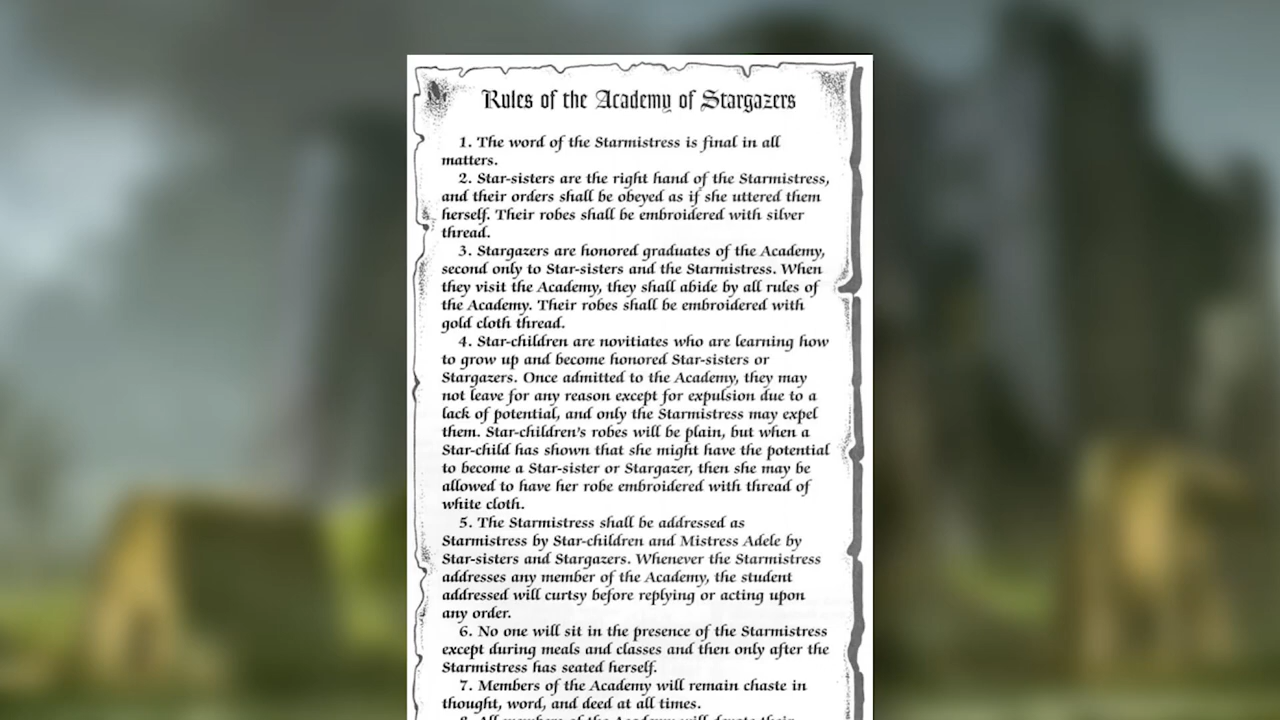 Rules of the Academy of Stargazers
1. The word of the Starmistress is final in all
matters.
2. Star-sisters are the right hand of the Starmistress,
and their orders shall be obeyed as if she uttered them
herself. Their robes shall be embroidered with silver
thread.
3. Stargazers are honored graduates of the Academy,
second only to Star-sisters and the Starmistress. When
they visit the Academy, they shall abide by all rules of
the Academy. Their robes shall be embroidered with
gold cloth thread.
4. Star-children are novitiates who are learning how
to grow up and become honored Star-sisters or
Stargazers. Once admitted to the Academy, they may
not leave for any reason except for expulsion due to a
lack of potential, and only the Starmistress may expel
them. Star-children's robes will be plain, but when a
Star-child has shown that she might have the potential
to become a Star-sister or Stargazer, then she may be
allowed to have her robe embroidered with thread of
white cloth.
5. The Starmistress shall be addressed as
Starmistress by Star-children and Mistress Adele by
Star-sisters and Stargazers. Whenever the Starmistress
addresses any member of the Academy, the student
addressed will curtsy before replying or acting upon
any order.
6. No one will sit in the presence of the Starmistress
except during meals and classes and then only after the
Starmistress has seated herself.
7. Members of the Academy will remain chaste in
thought, word, and deed at all times.
8. All members of the Academy will devote their